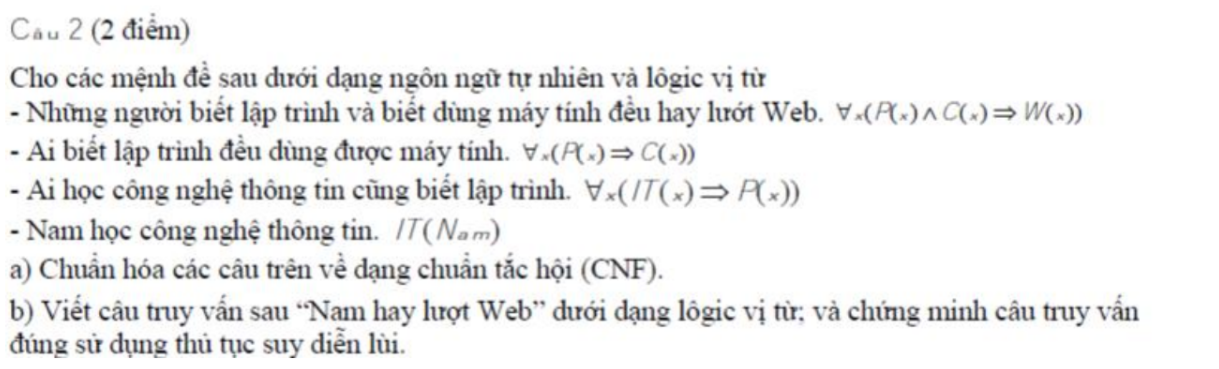 Câu 2 (2 điểm)
Cho các mệnh đề sau dưới dạng ngôn ngữ tự nhiên và lôgic vị từ
- Những người biết lập trình và biết dùng máy tính đều hay lướt Web. ∀x(P(x)∧C(x)⇒W(x))
- Ai biết lập trình đều dùng được máy tính. ∀x(P(x)⇒C(x))
- Ai học công nghệ thông tin cũng biết lập trình. ∀x(IT(x)⇒P(x))
- Nam học công nghệ thông tin. IT(Nam)
a) Chuẩn hóa các câu trên về dạng chuẩn tắc hội (CNF).
b) Viết câu truy vấn sau “Nam hay lượt Web” dưới dạng lôgic vị từ; và chứng minh câu truy vấn
đúng sử dụng thủ tục suy diễn lùi.